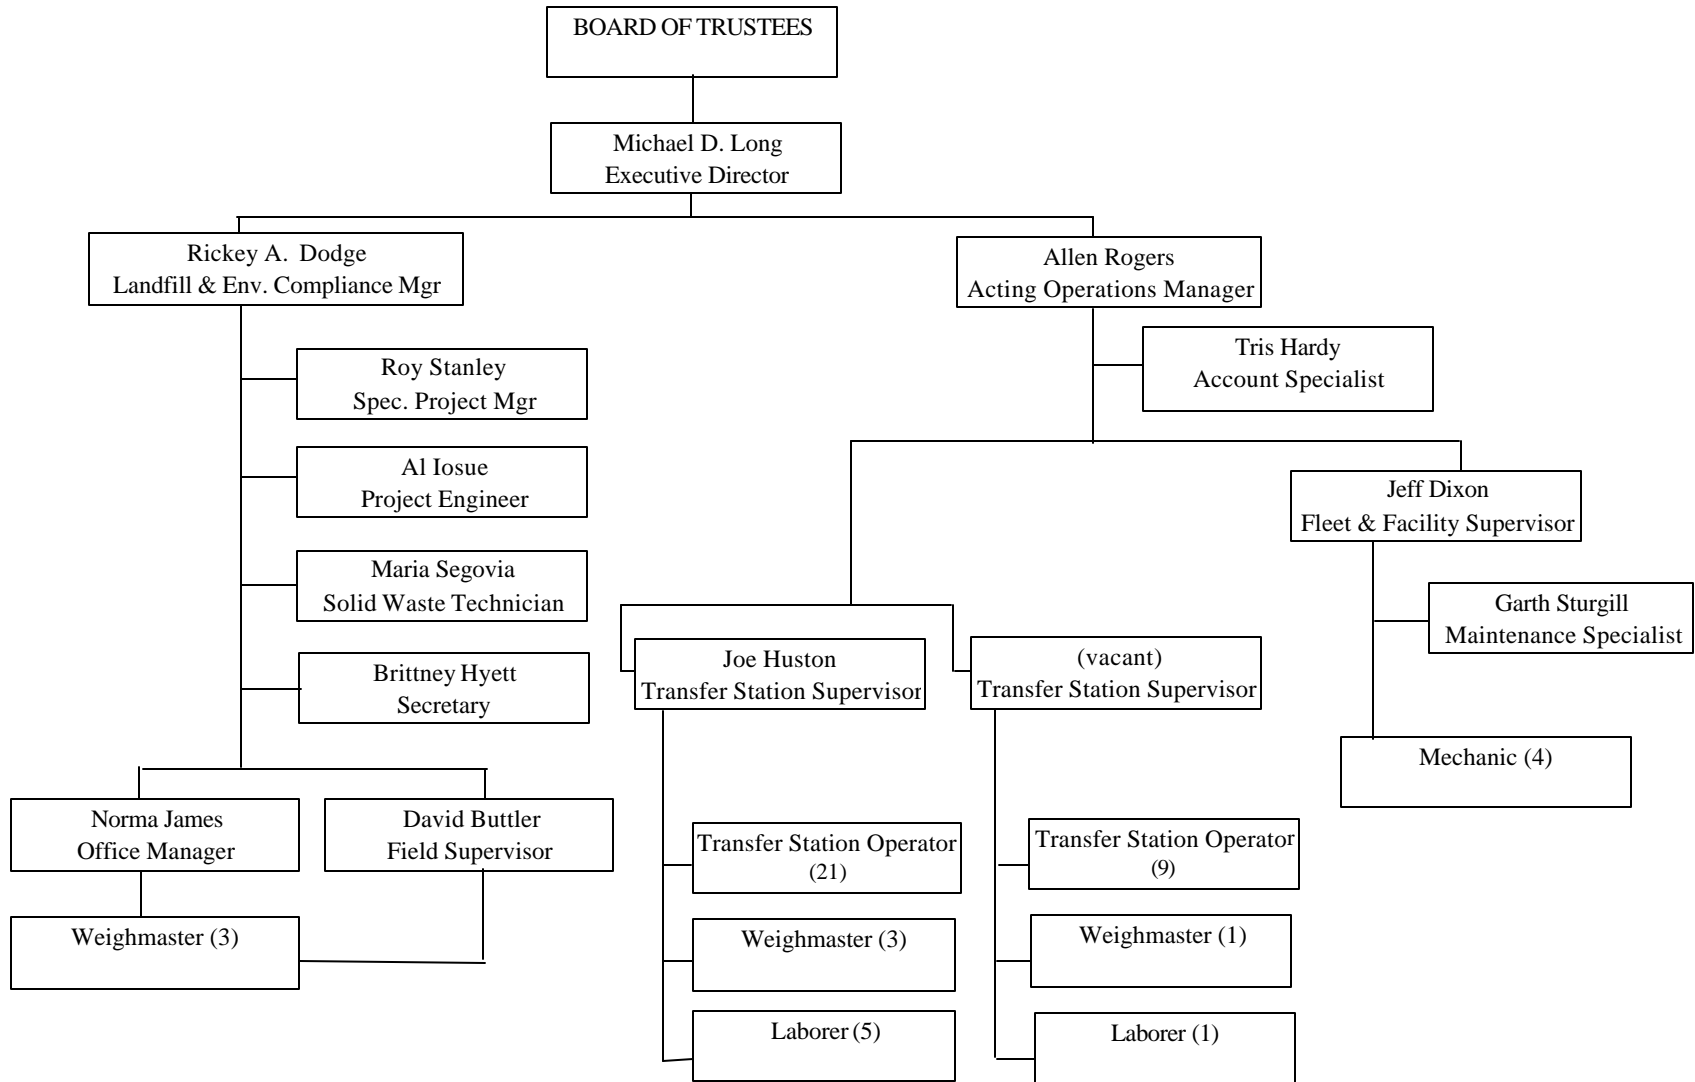 BOARD OF TRUSTEES
Michael D. Long
Executive Director
Rickey A. Dodge
Landfill & Env. Compliance Mgr
Roy Stanley
Spec. Project Mgr
Al Iosue
Project Engineer
Maria Segovia
Solid Waste Technician
Brittney Hyett
Secretary
Norma James
Office Manager
David Buttler
Field Supervisor
Weighmaster (3)
Allen Rogers
Acting Operations Manager
Tris Hardy
Account Specialist
Joe Huston
Transfer Station Supervisor
Transfer Station Operator
(21)
Weighmaster (3)
Laborer (5)
(vacant)
Transfer Station Supervisor
Transfer Station Operator
(9)
Weighmaster (1)
Laborer (1)
Jeff Dixon
Fleet & Facility Supervisor
Garth Sturgill
Maintenance Specialist
Mechanic (4)